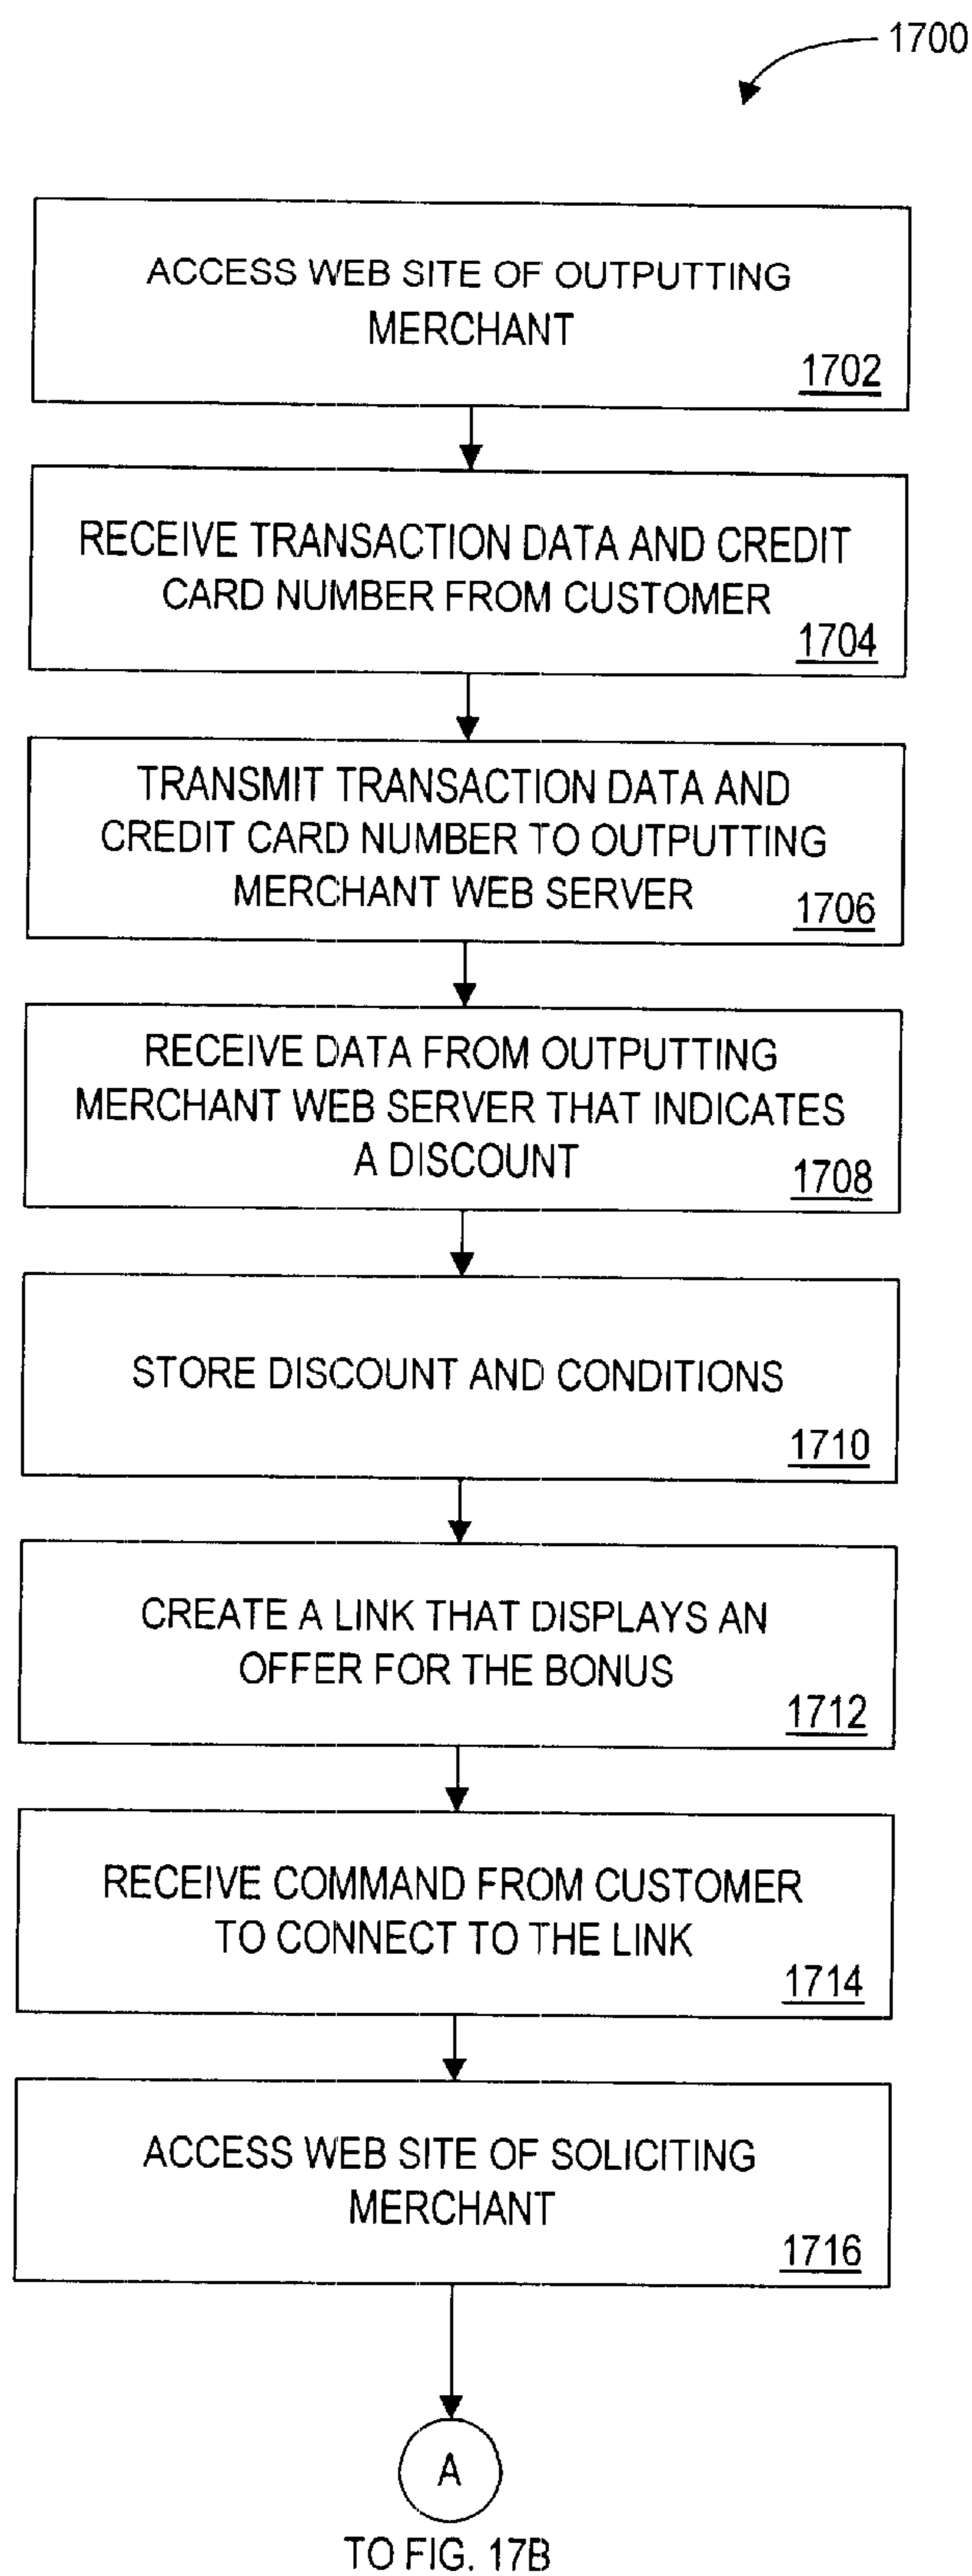 1700
ACCESS WEB SITE OF OUTPUTTING
MERCHANT
1702
RECEIVE TRANSACTION DATA AND CREDIT
CARD NUMBER FROM CUSTOMER
1704
TRANSMIT TRANSACTION DATA AND
CREDIT CARD NUMBER TO OUTPUTTING
MERCHANT WEB SERVER
1706
RECEIVE DATA FROM OUTPUTTING
MERCHANT WEB SERVER THAT INDICATES
A DISCOUNT
1708
STORE DISCOUNT AND CONDITIONS
1710
CREATE A LINK THAT DISPLAYS AN
OFFER FOR THE BONUS
1712
RECEIVE COMMAND FROM CUSTOMER
TO CONNECT TO THE LINK
1714
ACCESS WEB SITE OF SOLICITING
MERCHANT
1716
A
TO FIG. 17B